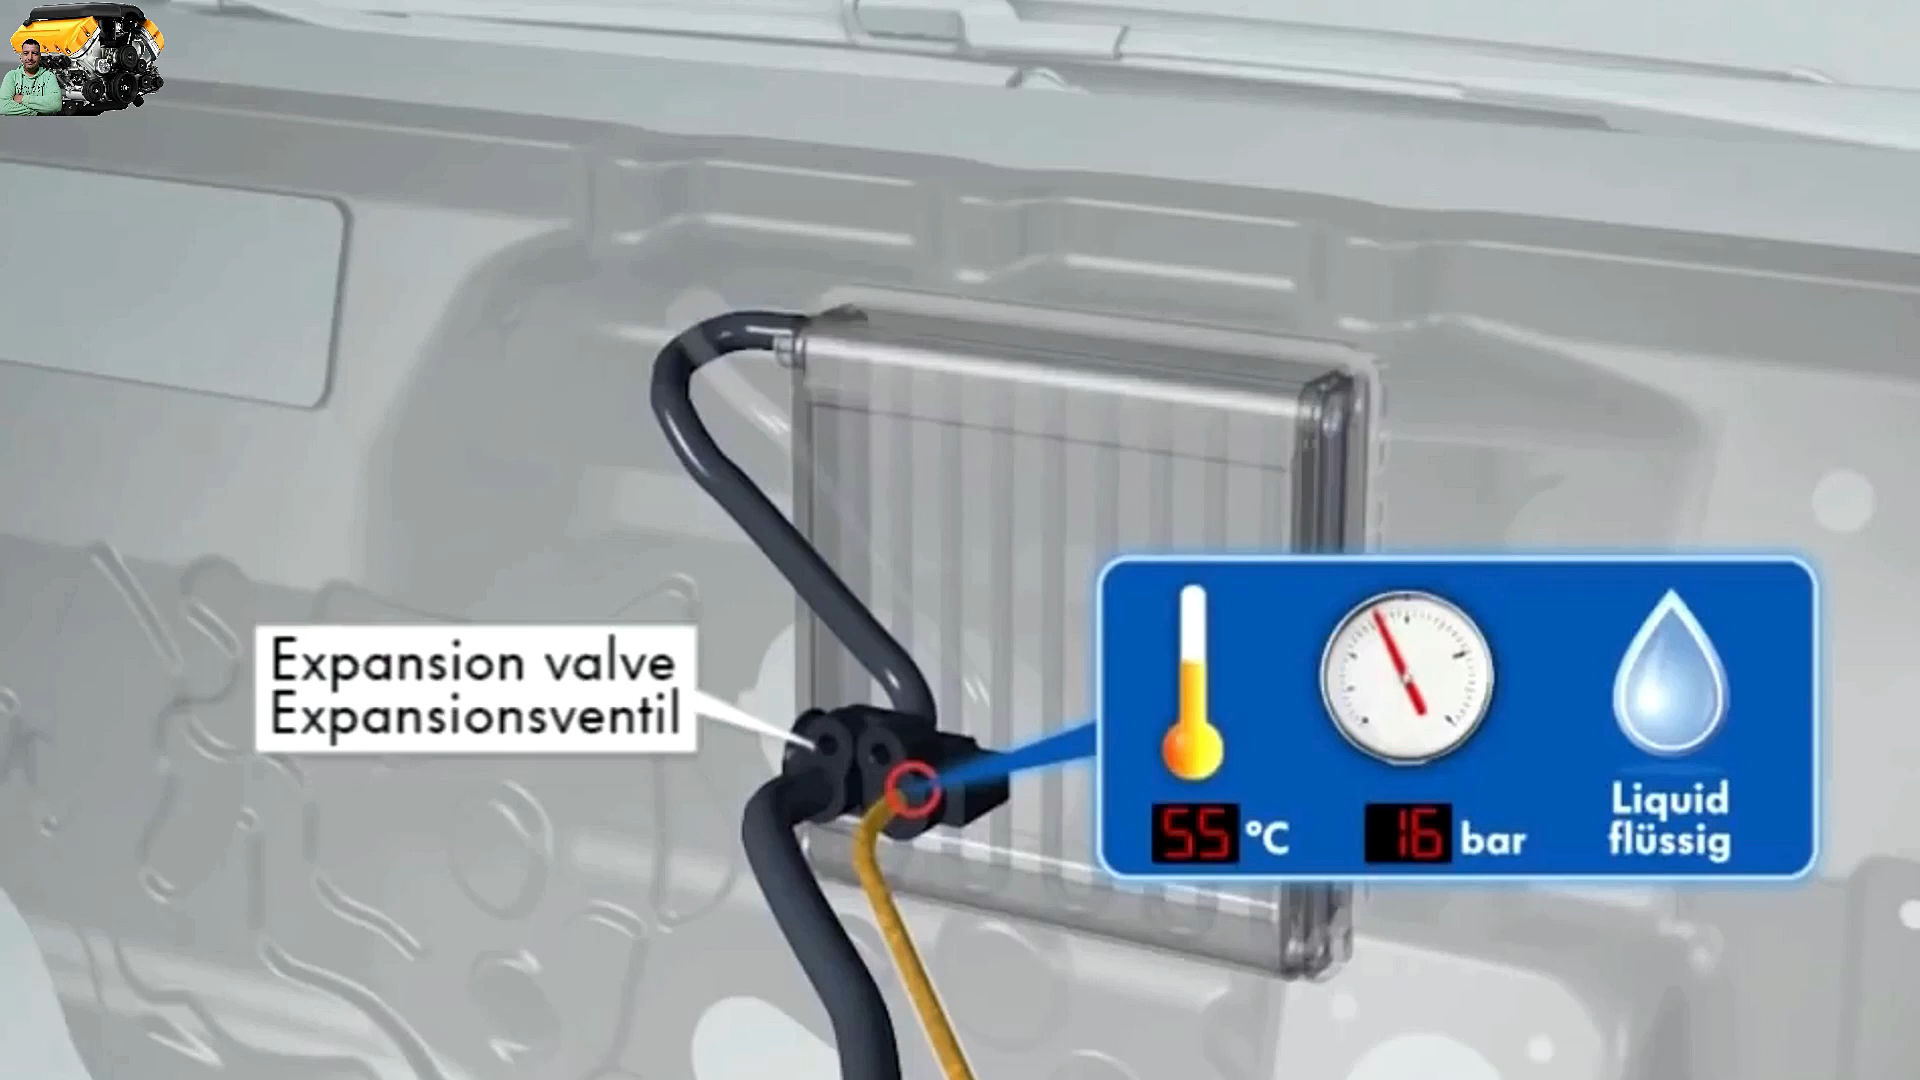 Expansion valve
Expansionsventil
55 °C
16 bar
Liquid
flüssig